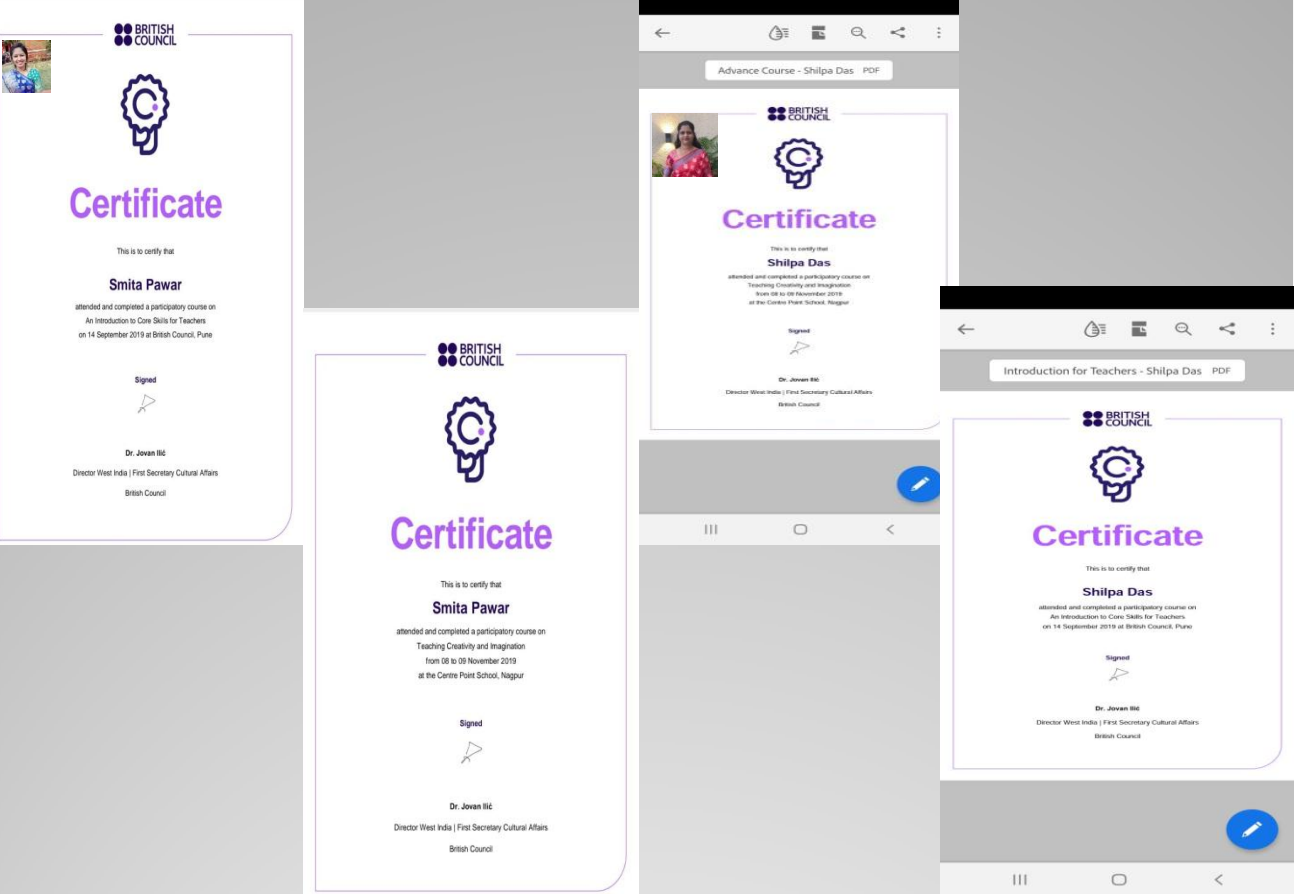 BRITISH
COUNCIL
Certificate
This is to certify that
Smita Pawar
attended and completed a participatory course on
An Introduction to Core Skills for Teachers
on 14 September 2019 at British Council, Pune
Signed
Dr. Jovan Ilić
Director West India | First Secretary Cultural Affairs
British Council
BRITISH
COUNCIL
Certificate
This is to certify that
Smita Pawar
attended and completed a participatory course on
Teaching Creativity and Imagination
from 08 to 09 November 2019
at the Centre Point School, Nagpur
Signed
Dr. Jovan Ilić
Director West India | First Secretary Cultural Affairs
British Council
Advance Course - Shilpa Das PDF
BRITISH
COUNCIL
Certificate
This is to certify that
Shilpa Das
attended and completed a participatory course on
Teaching Creativity and Imagination
from 08 to 09 November 2019
at the Centre Point School, Nagpur
Signed
Dr. Jovan Ilić
Director West India | First Secretary Cultural Affairs
British Council
Introduction for Teachers - Shilpa Das PDF
BRITISH
COUNCIL
Certificate
This is to certify that
Shilpa Das
attended and completed a participatory course on
An Introduction to Core Skills for Teachers
on 14 September 2019 at British Council, Pune
Signed
Dr. Jovan Ilić
Director West India | First Secretary Cultural Affairs
British Council